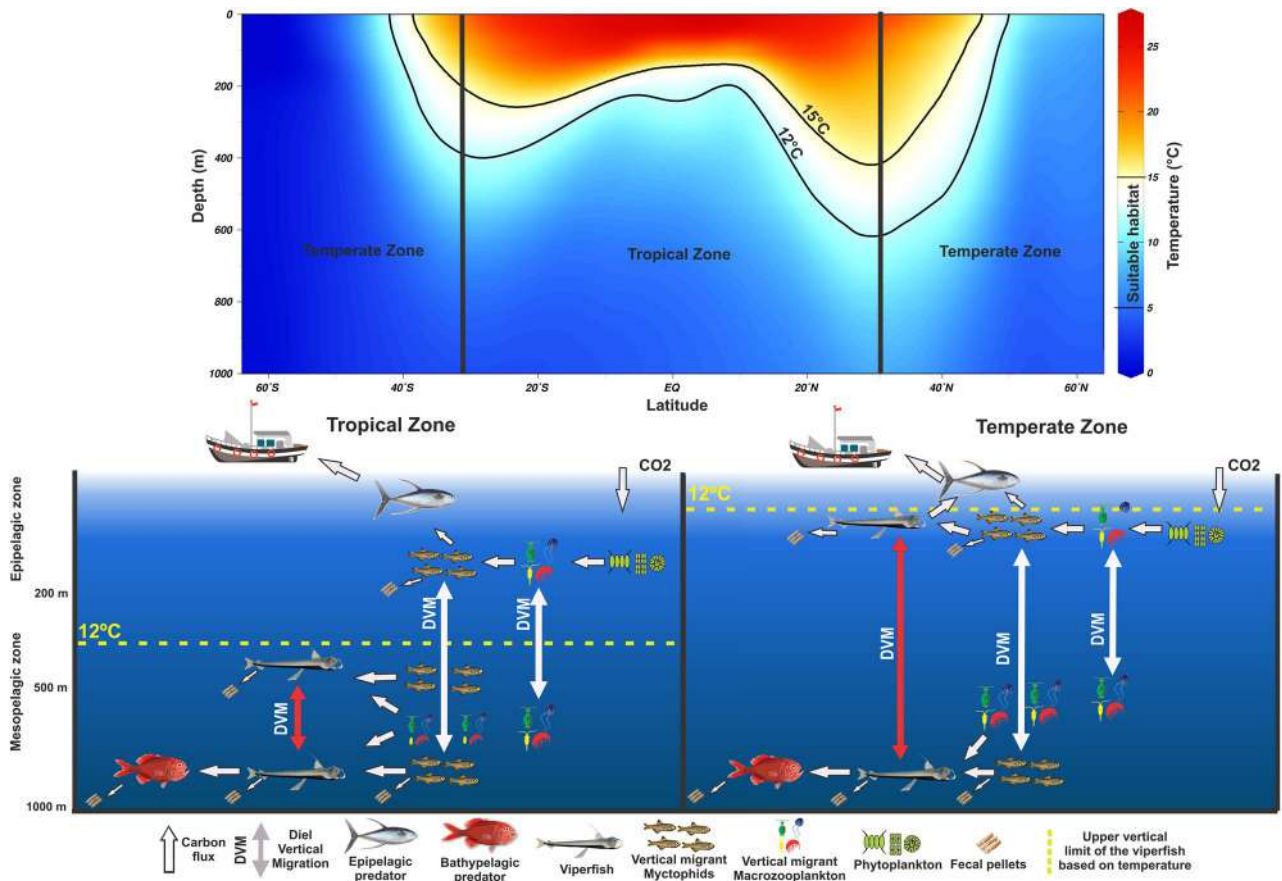 0
200
400
600
800
1000
Depth (m)
15°C
12°C
Temperate Zone
Tropical Zone
Temperate Zone
60°S
40°S
20°S
EQ
20°N
40°N
60°N
Latitude
25
20
15
10
5
0
Suitable habitat
Temperature (°C)
Tropical Zone
Temperate Zone
CO2
CO2
12ºC
Epipelagic zone
DVM
DVM
DVM
DVM
DVM
200 m
12ºC
Mesopelagic zone
500 m
DVM
1000 m
Carbon
flux
DVM
Diel
Vertical
Migration
Epipelagic
predator
Bathypelagic
predator
Viperfish
Vertical migrant
Myctophids
Vertical migrant
Macrozooplankton
Phytoplankton
Fecal pellets
Upper vertical
limit of the viperfish
based on temperature